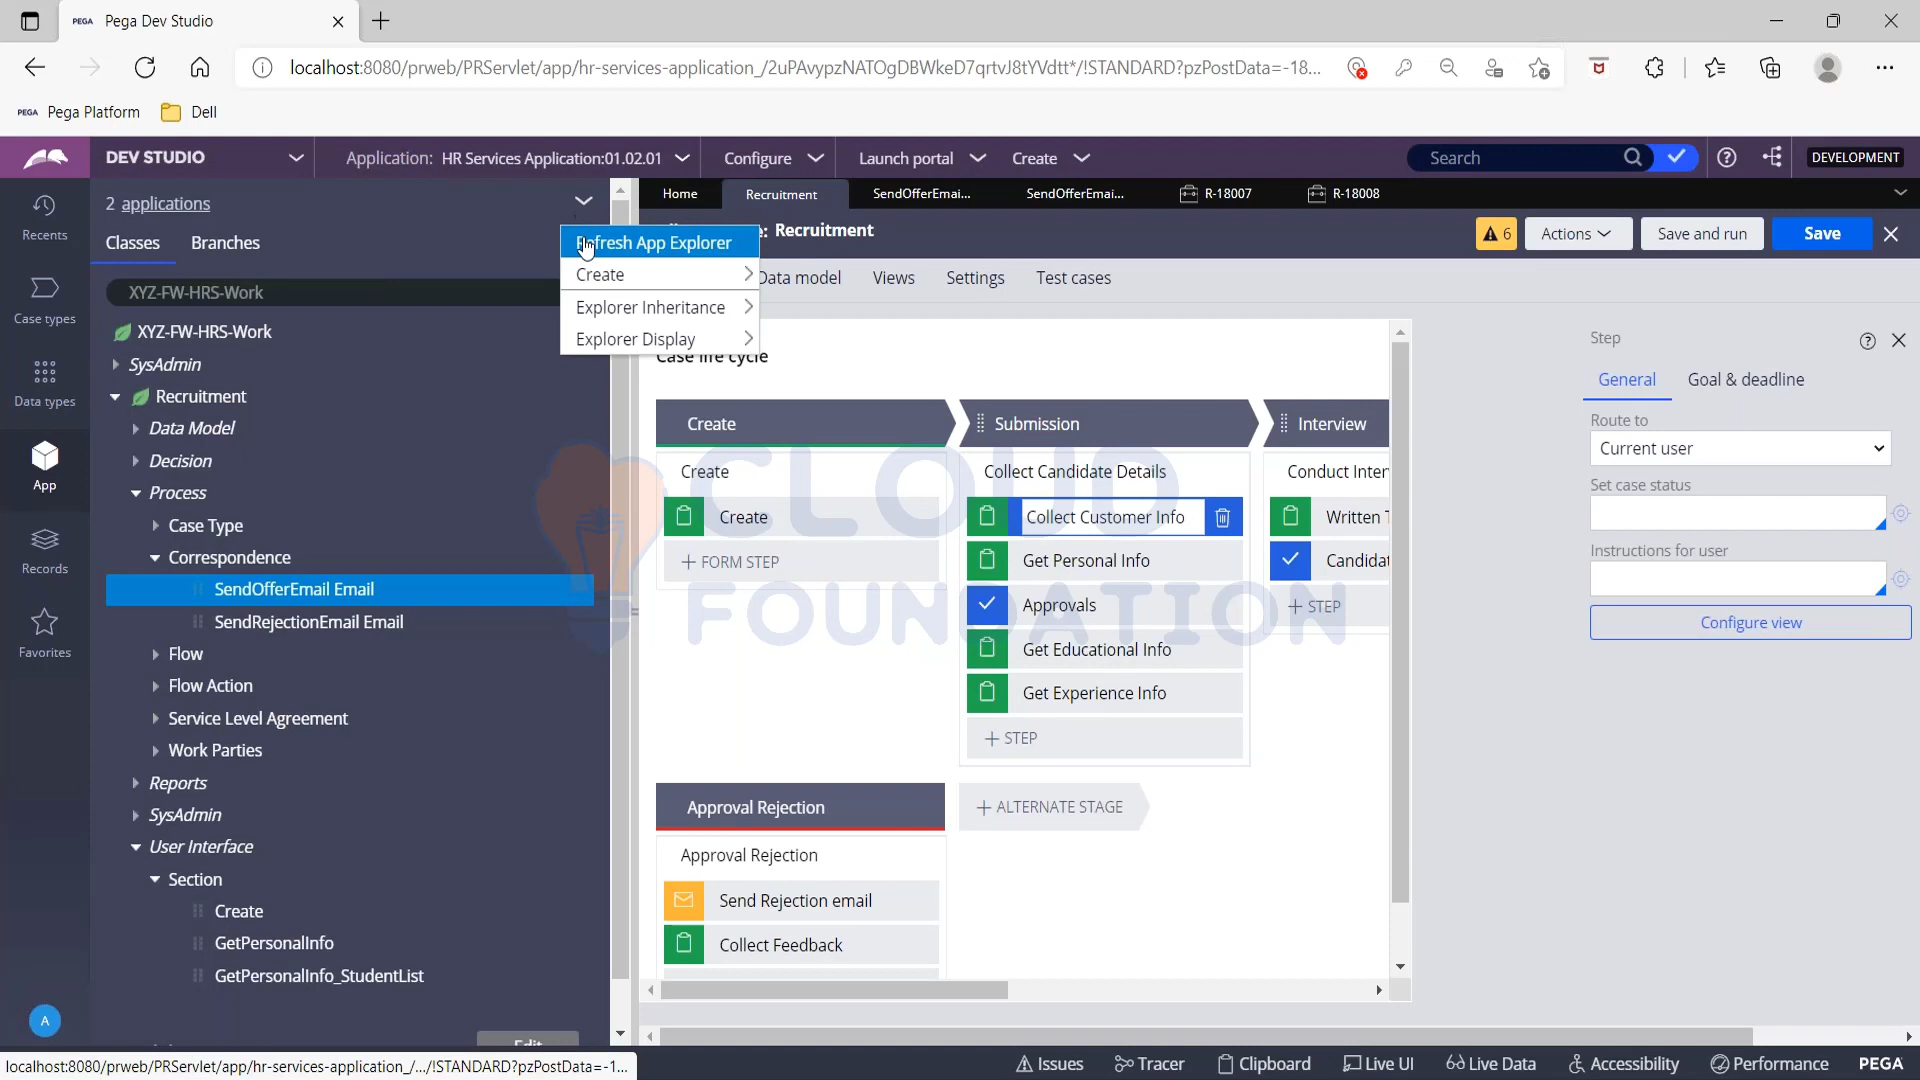 PEGA Pega Dev Studio
localhost:8080/prweb/PRServlet/app/hr-services-application_/2uPAvypzNATOgDBWkeD7qrtvJ8tYVdtt*/!STANDARD?pzPostData=-18...
PEGA Pega Platform Dell
DEV STUDIO Application: HR Services Application:01.02.01 Configure Launch portal Create Search DEVELOPMENT
2 applications
Home Recruitment SendOfferEmai... SendOfferEmai... R-18007 R-18008
Recents
Classes Branches
Refresh App Explorer
Create
Explorer Inheritance
Explorer Display
: Recruitment 6 Actions Save and run Save
Data model Views Settings Test cases
XYZ-FW-HRS-Work
XYZ-FW-HRS-Work
SysAdmin
Recruitment
Data Model
Decision
Process
Case Type
Correspondence
SendOfferEmail Email
SendRejectionEmail Email
Flow
Flow Action
Service Level Agreement
Work Parties
Reports
SysAdmin
User Interface
Section
Create
GetPersonalInfo
GetPersonalInfo_StudentList
Edit
Case types
Data types
App
Records
Favorites
A
Case life cycle
Create Submission Interview
Create
Create
+ FORM STEP
Collect Candidate Details
Collect Customer Info
Get Personal Info
Approvals
Get Educational Info
Get Experience Info
+ STEP
Conduct Inter
Written T
Candidat
+ STEP
CLOUD
FOUNDATION
Approval Rejection + ALTERNATE STAGE
Approval Rejection
Send Rejection email
Collect Feedback
Step
General Goal & deadline
Route to
Current user
Set case status
Instructions for user
Configure view
localhost:8080/prweb/PRServlet/app/hr-services-application_/.../!STANDARD?pzPostData=-1...
Issues Tracer Clipboard Live UI Live Data Accessibility Performance PEGA